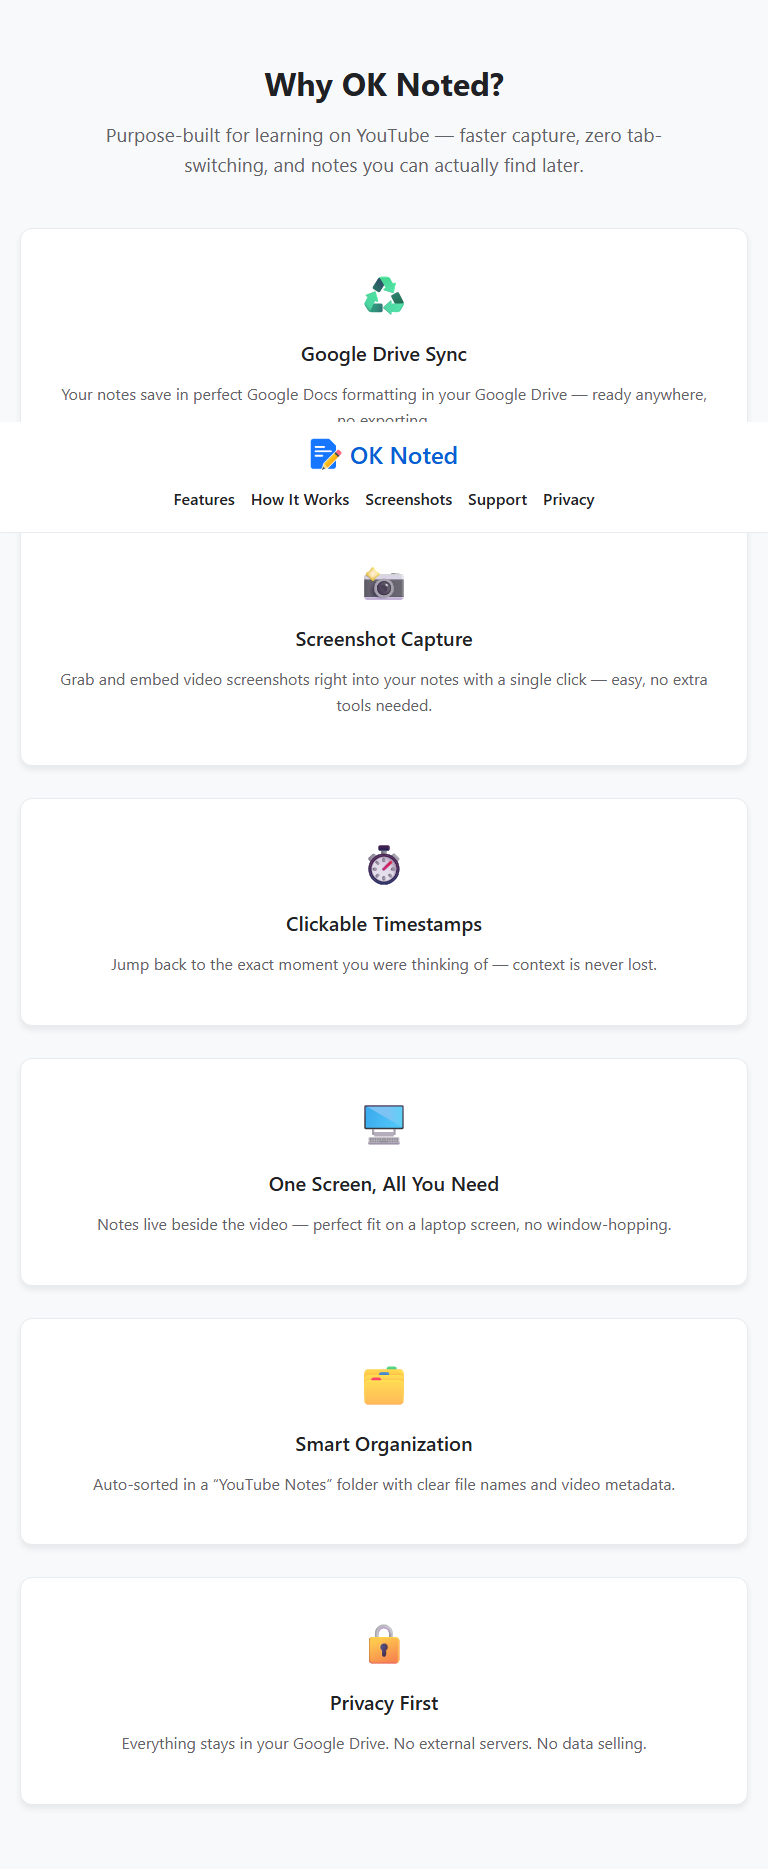 Why OK Noted?
Purpose-built for learning on YouTube — faster capture, zero tab-
switching, and notes you can actually find later.
Google Drive Sync
Your notes save in perfect Google Docs formatting in your Google Drive — ready anywhere,
no exporting.
OK Noted
Features How It Works Screenshots Support Privacy
Screenshot Capture
Grab and embed video screenshots right into your notes with a single click — easy, no extra
tools needed.
Clickable Timestamps
Jump back to the exact moment you were thinking of — context is never lost.
One Screen, All You Need
Notes live beside the video — perfect fit on a laptop screen, no window-hopping.
Smart Organization
Auto-sorted in a “YouTube Notes” folder with clear file names and video metadata.
Privacy First
Everything stays in your Google Drive. No external servers. No data selling.